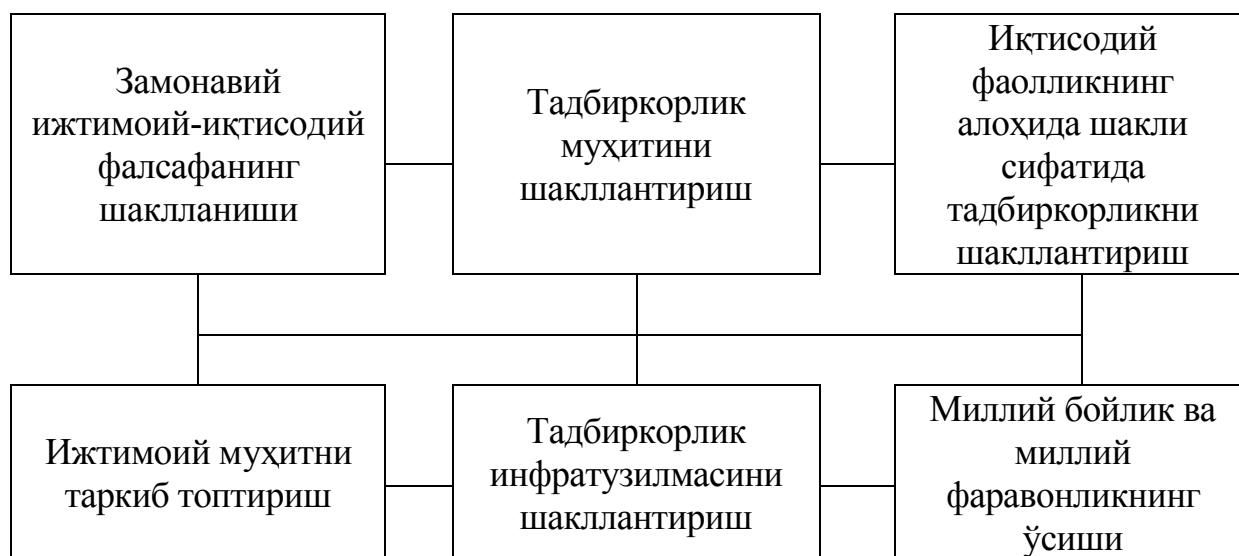 Замонавий
ижтимоий-иқтисодий
фалсафанинг
шаклланиши
Тадбиркорлик
муҳитини
шакллантириш
Иқтисодий
фаолликнинг
алоҳида шакли
сифатида
тадбиркорликни
шакллантириш
Ижтимоий муҳитни
таркиб топтириш
Тадбиркорлик
инфратузилмасини
шакллантириш
Миллий бойлик ва
миллий
фаравонликнинг
ўсиши